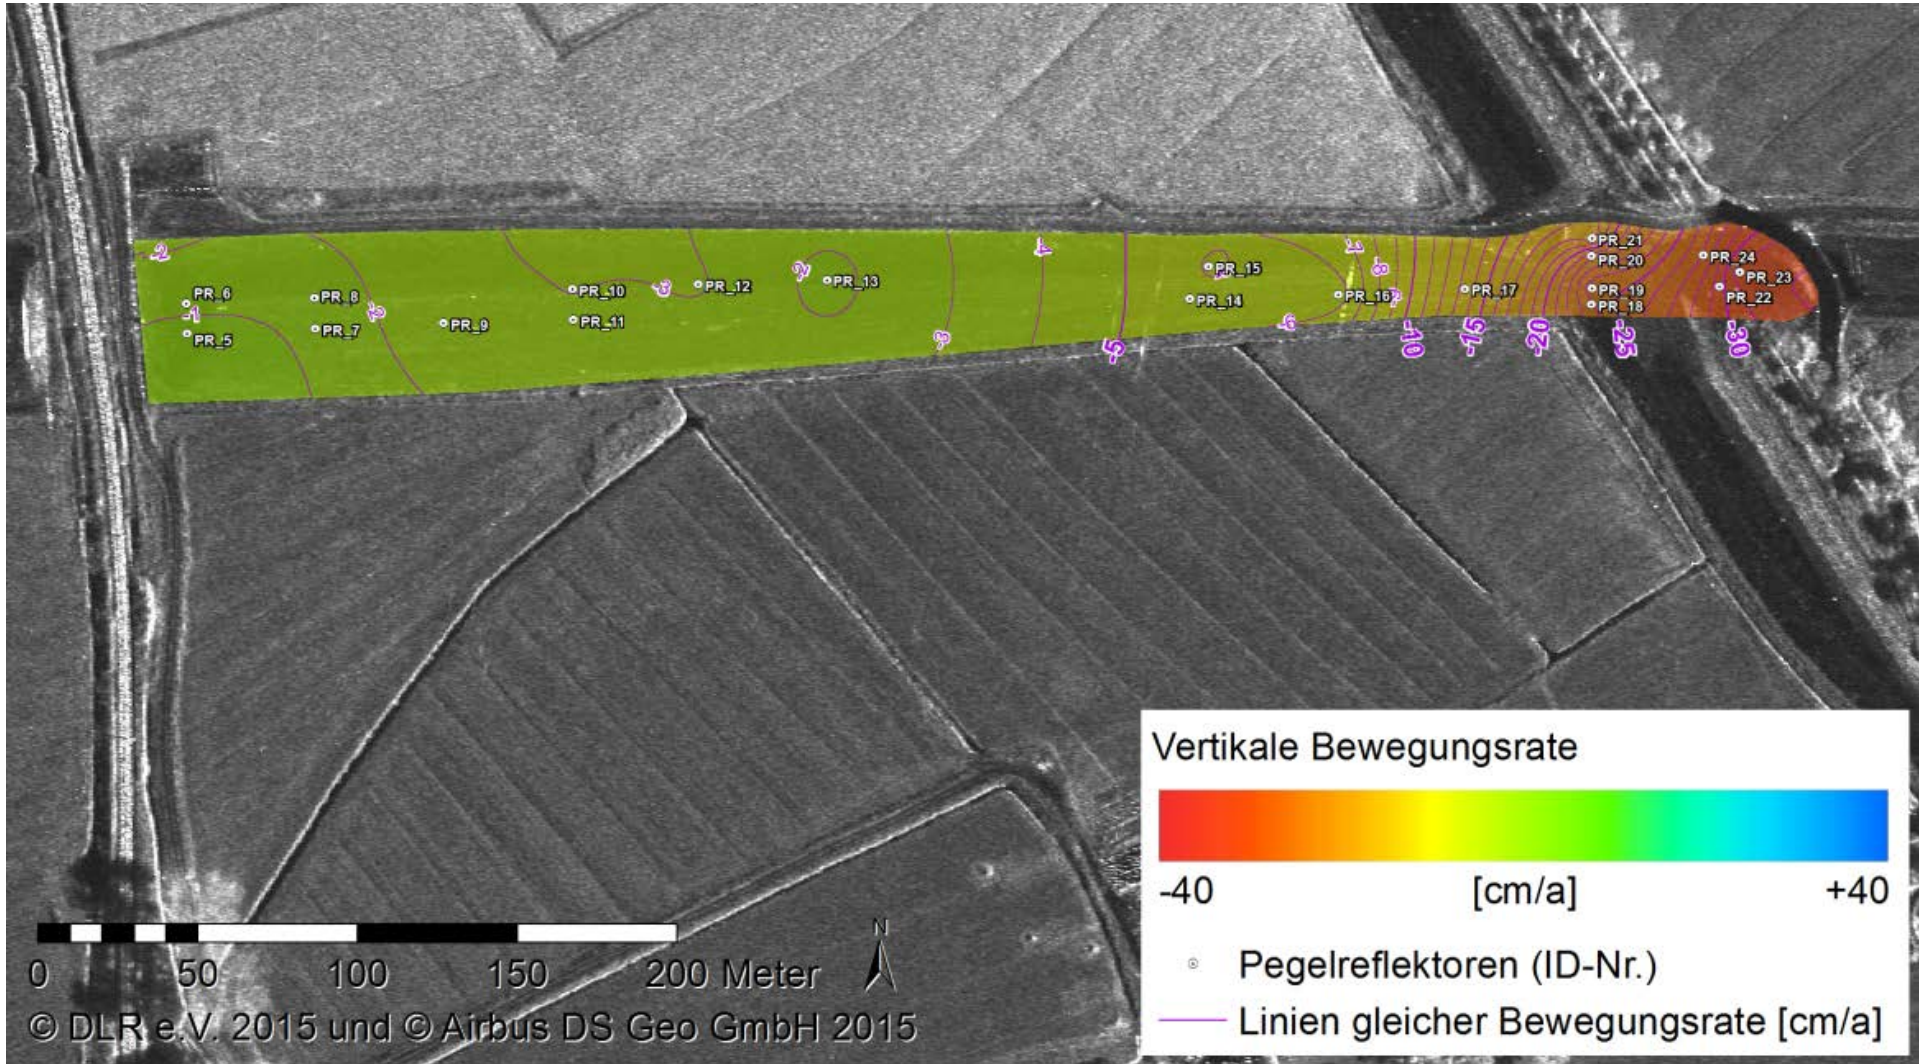 -2
PR_6
-1
PR_5
PR_8
PR_7
-2
PR_9
PR_10
PR_11
-3
PR_12
-2
PR_13
-3
-4
-5
PR_15
PR_14
-6
-7
-8
PR_16
-10
PR_17
-15
-20
PR_21
PR_20
PR_19
PR_18
-25
PR_24
PR_23
PR_22
-30
Vertikale Bewegungsrate
-40 [cm/a] +40
Pegelreflektoren (ID-Nr.)
Linien gleicher Bewegungsrate [cm/a]
N
0 50 100 150 200 Meter
© DLR e.V. 2015 und © Airbus DS Geo GmbH 2015